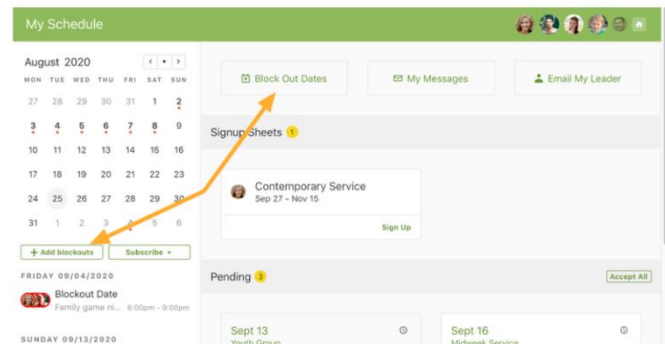 My Schedule
August 2020
MON TUE WED THU FRI SAT SUN
27 28 29 30 31 1 2
3 4 5 6 7 8 9
10 11 12 13 14 15 16
17 18 19 20 21 22 23
24 25 26 27 28 29 30
31 1 2 3 4 5 6
+ Add blockouts
Subscribe
FRIDAY 09/04/2020
Blockout Date
Family game ni... 6:00pm - 9:00pm
SUNDAY 09/13/2020
Block Out Dates
My Messages
Email My Leader
Signup Sheets 1
Contemporary Service
Sep 27 - Nov 15
Sign Up
Pending 3
Accept All
Sept 13
Youth Group
Sept 16
Midweek Service